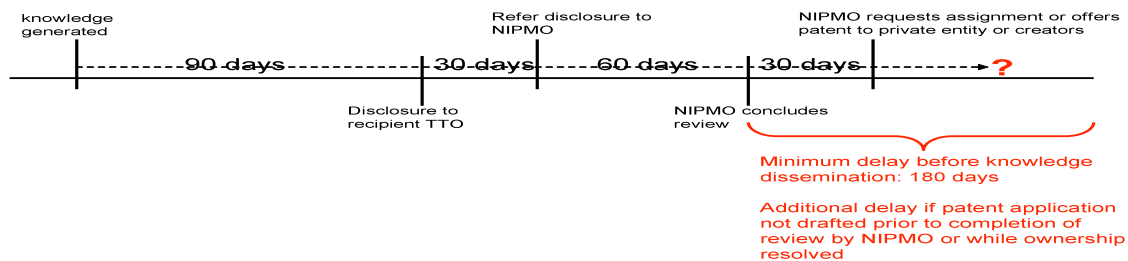 knowledge
generated
Refer disclosure to
NIPMO
NIPMO requests assignment or offers
patent to private entity or creators
90 days
30 days
60 days
30 days
?
Disclosure to
recipient TTO
NIPMO concludes
review
Minimum delay before knowledge
dissemination: 180 days
Additional delay if patent application
not drafted prior to completion of
review by NIPMO or while ownership
resolved